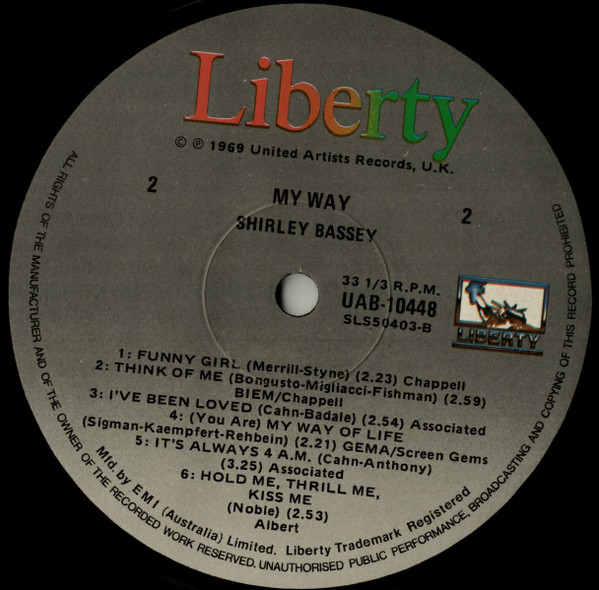 Liberty
© ℗ 1969 United Artists Records, U.K.
2
2
MY WAY
SHIRLEY BASSEY
33 1/3 R.P.M.
UAB-10448
SLS50403-B
LIBERTY
1: FUNNY GIRL (Merrill-Styne) (2.23) Chappell
2: THINK OF ME (Bongusto-Migliacci-Fishman) (2.59)
BIEM/Chappell
3: I'VE BEEN LOVED (Cahn-Badale) (2.54) Associated
4: (You Are) MY WAY OF LIFE
(Sigman-Kaempfert-Rehbein) (2.21) GEMA/Screen Gems
5: IT'S ALWAYS 4 A.M. (Cahn-Anthony)
(3.25) Associated
6: HOLD ME, THRILL ME,
KISS ME
(Noble) (2.53)
Albert
Mfd. by EMI (Australia) Limited. Liberty Trademark Registered
ALL RIGHTS OF THE MANUFACTURER AND OF THE OWNER OF THE RECORDED WORK RESERVED. UNAUTHORISED PUBLIC PERFORMANCE, BROADCASTING AND COPYING OF THIS RECORD PROHIBITED